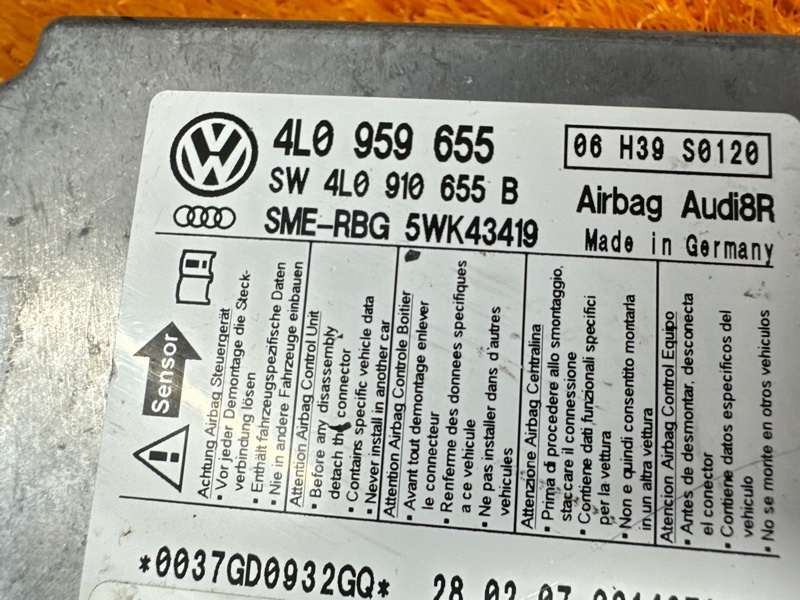 4L0 959 655
06 H39 S0120
SW 4L0 910 655 B
Airbag Audi8R
SME-RBG 5WK43419
Made in Germany
Sensor
Achtung Airbag Steuergerät
• Vor jeder Demontage die Steck-
verbindung lösen
• Enthält fahrzeugspezifische Daten
• Nie in andere Fahrzeuge einbauen
Attention Airbag Control Unit
• Before any disassembly
detach the connector
• Contains specific vehicle data
• Never install in another car
Attention Airbag Controle Boitier
• Avant tout demontage enlever
le connecteur
• Renferme des donnees specifiques
a ce vehicule
• Ne pas installer dans d'autres
vehicules
Attenzione Airbag Centralina
• Prima di procedere allo smontaggio,
staccare il connessione
• Contiene dati funzionali specifici
per la vettura
• Non e quindi consentito montarla
in un altra vettura
Atencion Airbag Control Equipo
• Antes de desmontar, desconecta
el conector
• Contiene datos especificos del
vehiculo
• No se monte en otros vehiculos
*0037GD0932GQ*
28.02.07